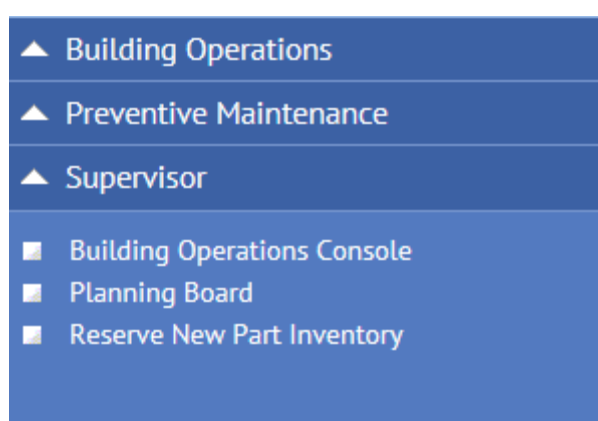 Building Operations
Preventive Maintenance
Supervisor
Building Operations Console
Planning Board
Reserve New Part Inventory